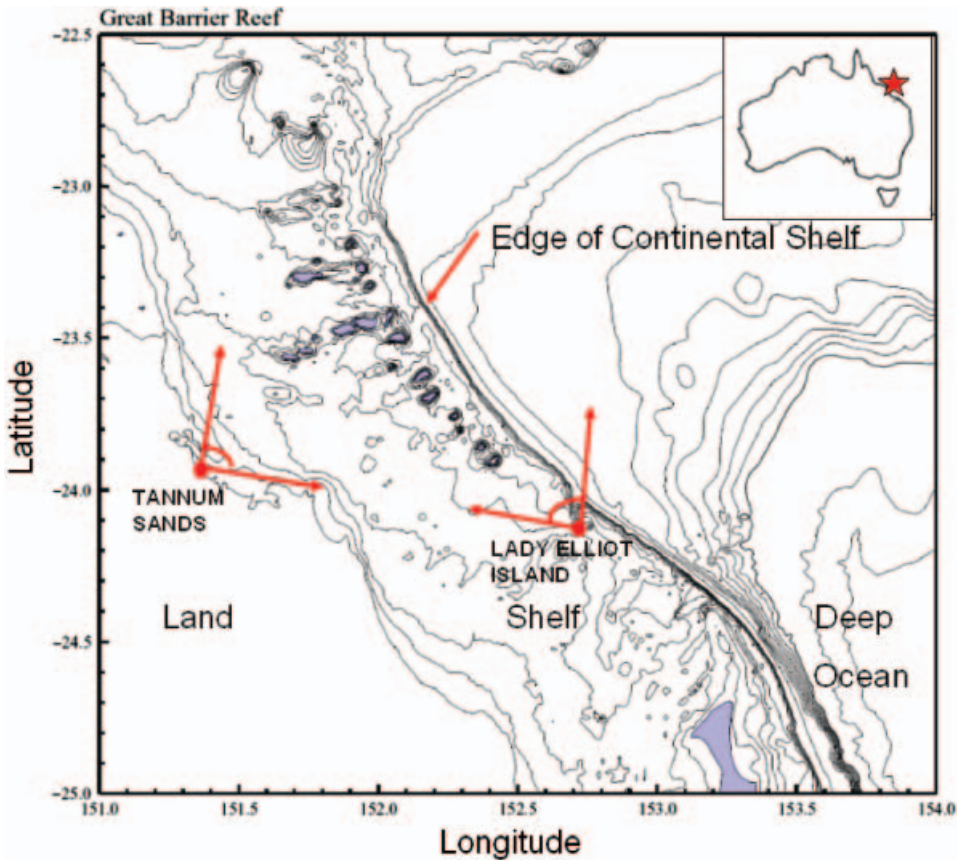 Great Barrier Reef
−22.5
−23.0
−23.5
−24.0
−24.5
−25.0
Latitude
Edge of Continental Shelf
TANNUM
SANDS
LADY ELLIOT
ISLAND
Land
Shelf
Deep
Ocean
151.0
151.5
152.0
152.5
153.0
153.5
154.0
Longitude